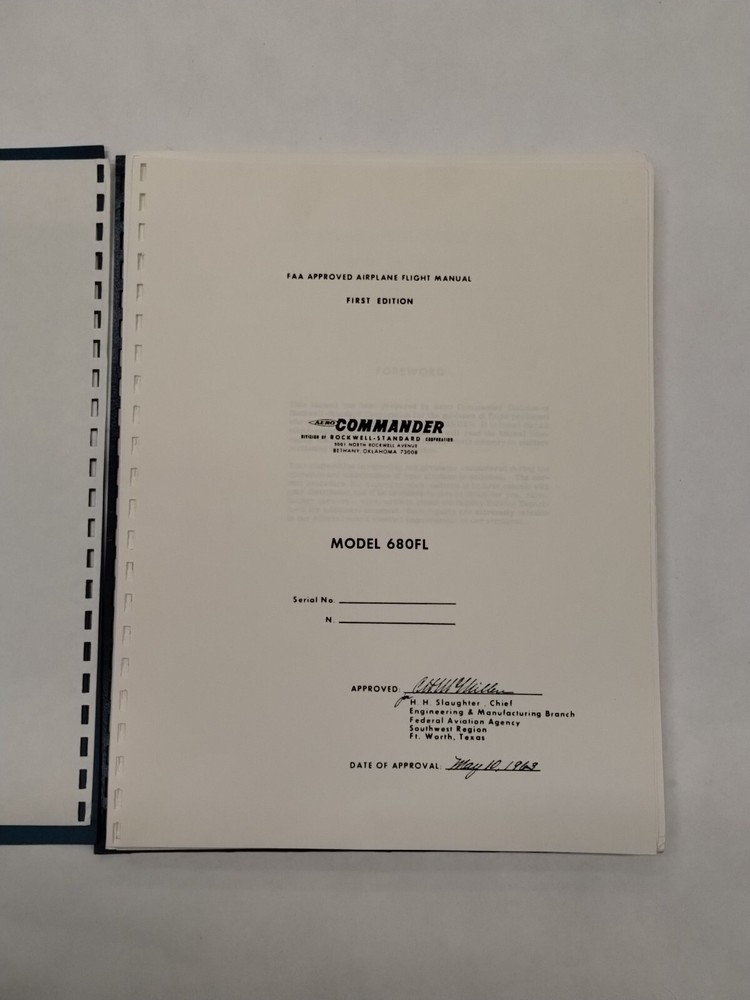 FAA APPROVED AIRPLANE FLIGHT MANUAL
FIRST EDITION
AERO COMMANDER
DIVISION OF ROCKWELL-STANDARD CORPORATION
5001 NORTH ROCKWELL AVENUE
BETHANY, OKLAHOMA 73008
MODEL 680FL
Serial No.
N.
APPROVED:
for H. H. Slaughter, Chief
Engineering & Manufacturing Branch
Federal Aviation Agency
Southwest Region
Ft. Worth, Texas
DATE OF APPROVAL: May 10, 1963